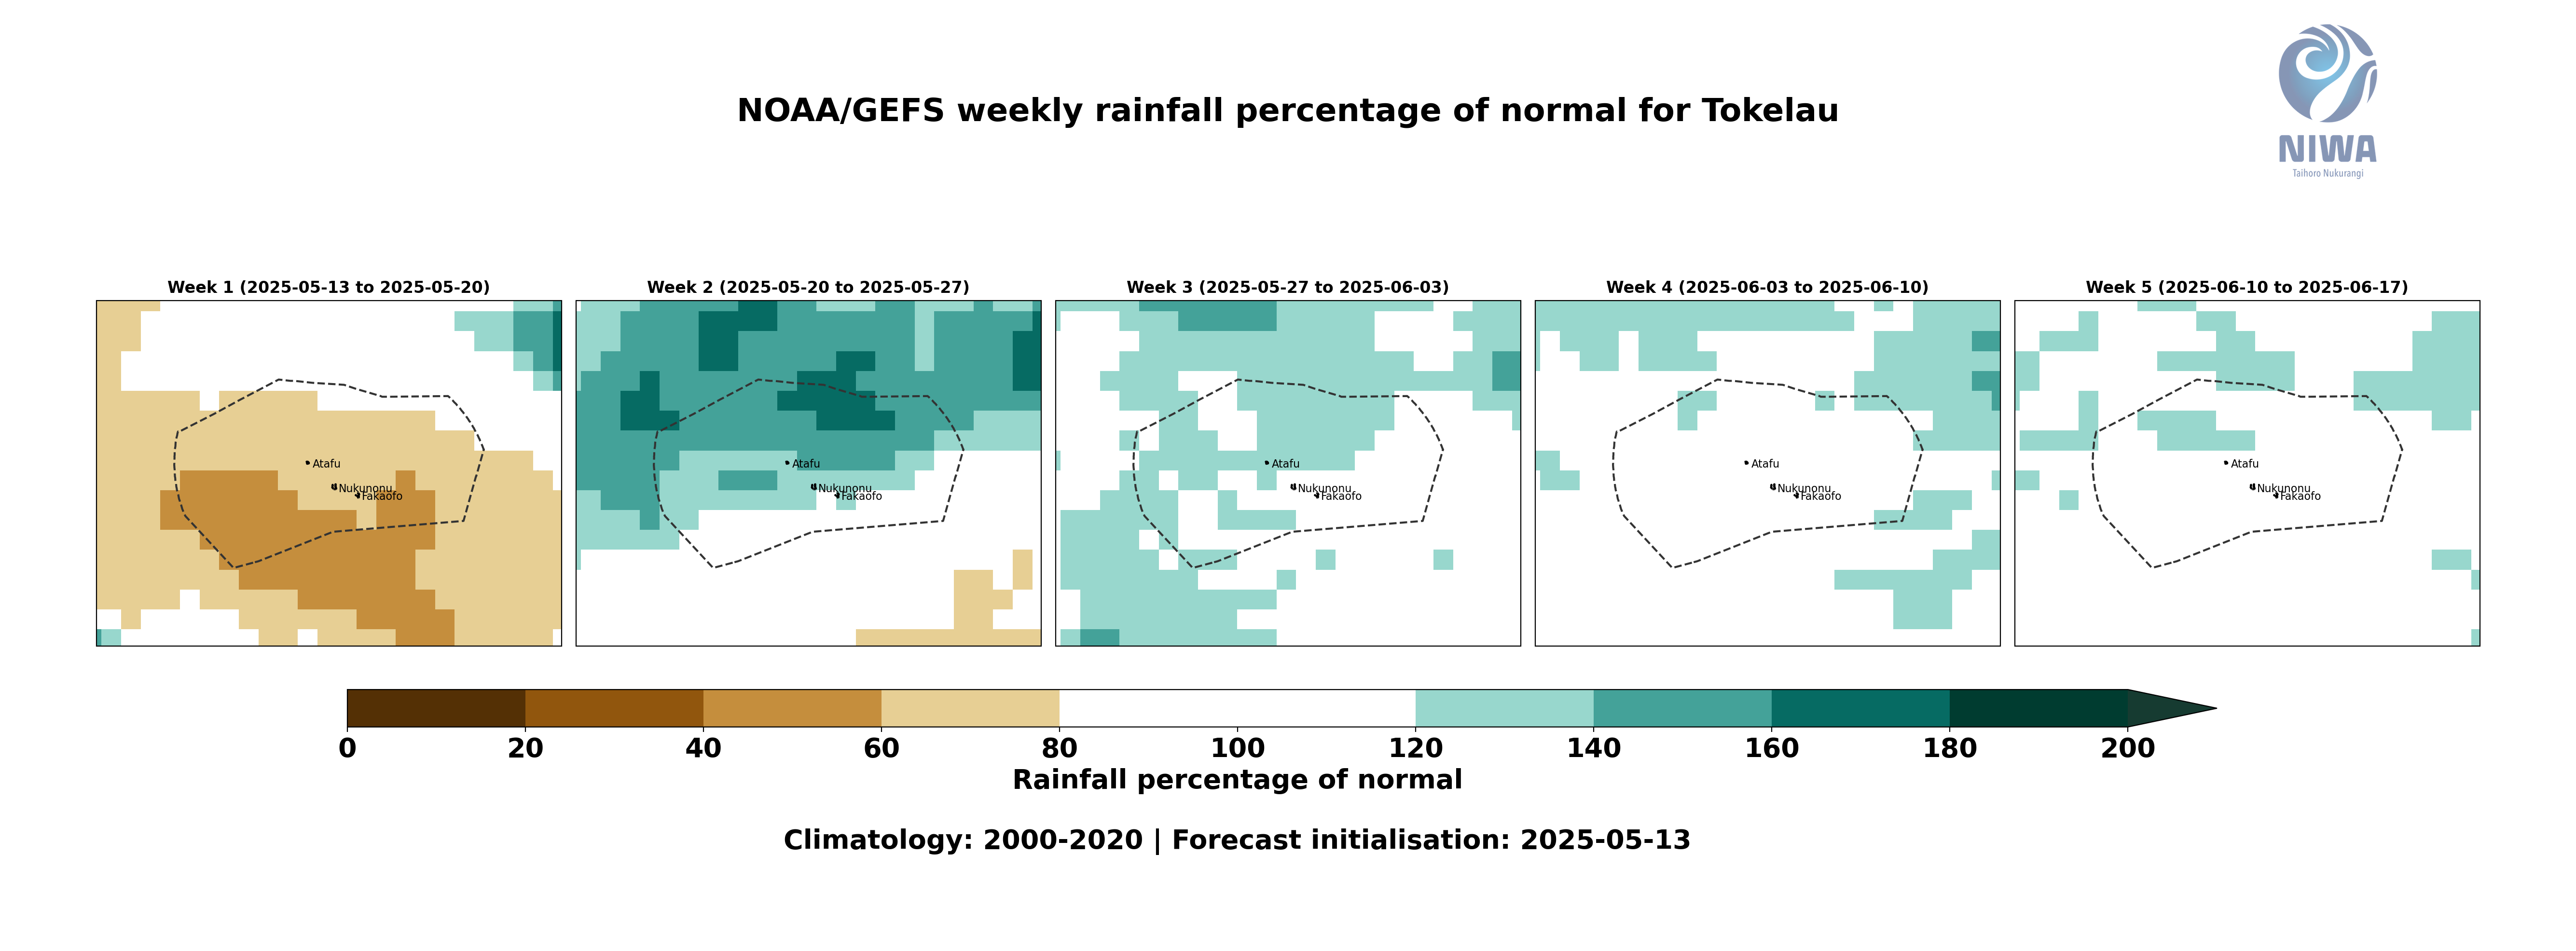 NOAA/GEFS weekly rainfall percentage of normal for Tokelau
NIWA
Taihoro Nukurangi
Week 1 (2025-05-13 to 2025-05-20)
Week 2 (2025-05-20 to 2025-05-27)
Week 3 (2025-05-27 to 2025-06-03)
Week 4 (2025-06-03 to 2025-06-10)
Week 5 (2025-06-10 to 2025-06-17)
Atafu
Nukunonu
Fakaofo
Atafu
Nukunonu
Fakaofo
Atafu
Nukunonu
Fakaofo
Atafu
Nukunonu
Fakaofo
Atafu
Nukunonu
Fakaofo
0 20 40 60 80 100 120 140 160 180 200
Rainfall percentage of normal
Climatology: 2000-2020 | Forecast initialisation: 2025-05-13